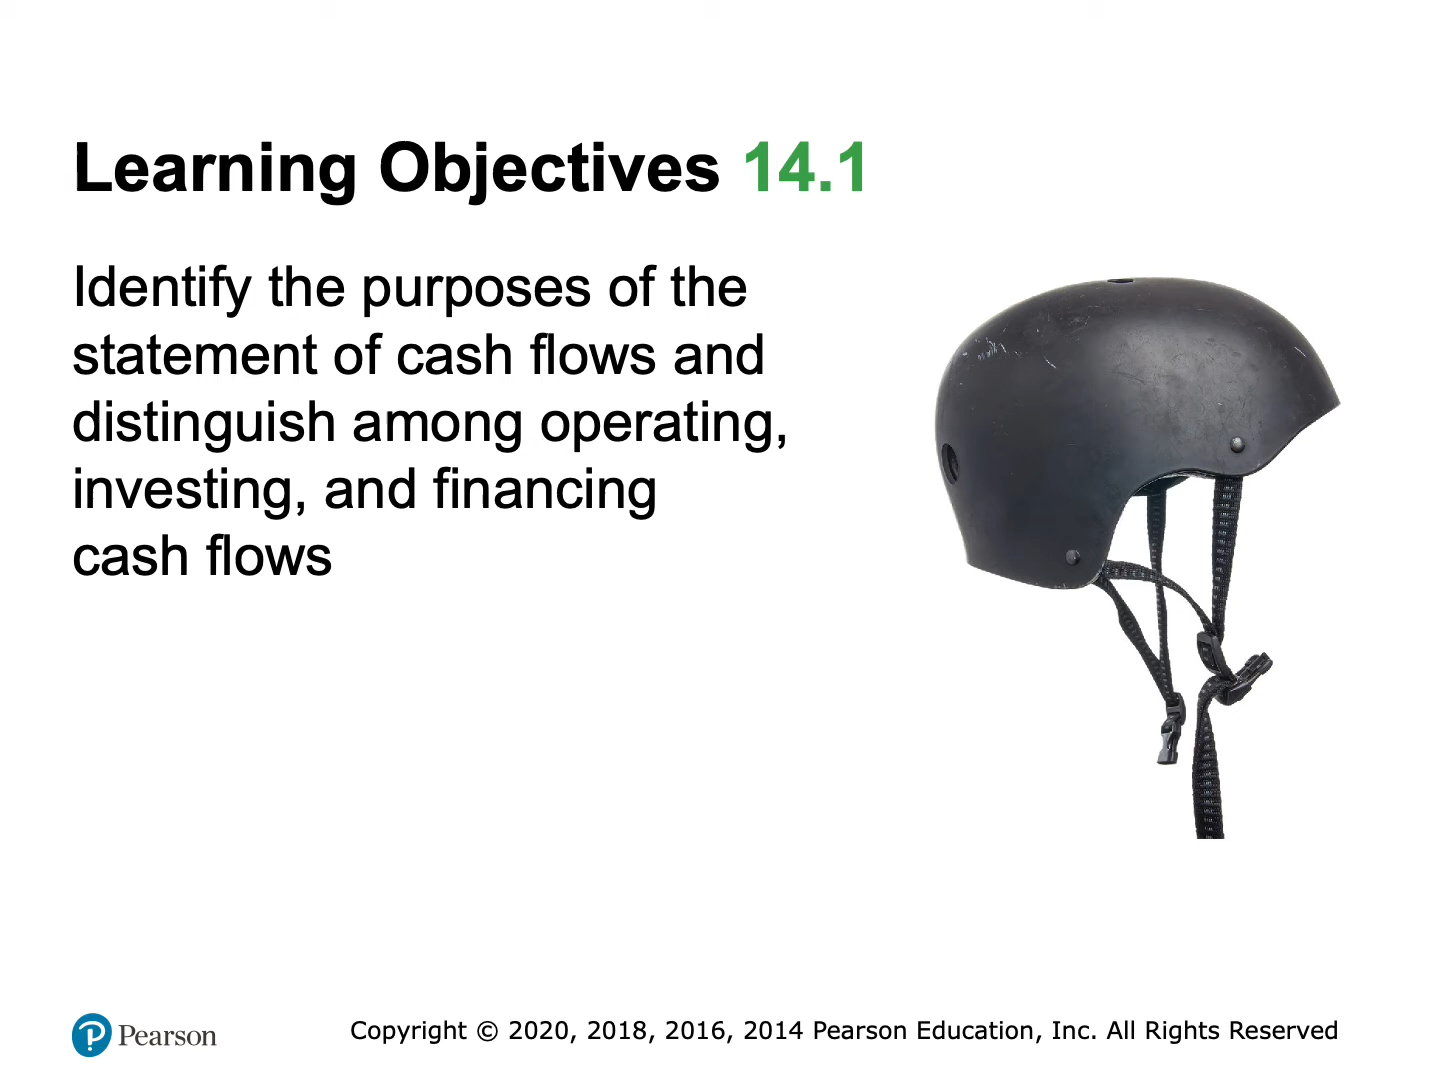 Learning Objectives 14.1
Identify the purposes of the
statement of cash flows and
distinguish among operating,
investing, and financing
cash flows
P Pearson
Copyright © 2020, 2018, 2016, 2014 Pearson Education, Inc. All Rights Reserved